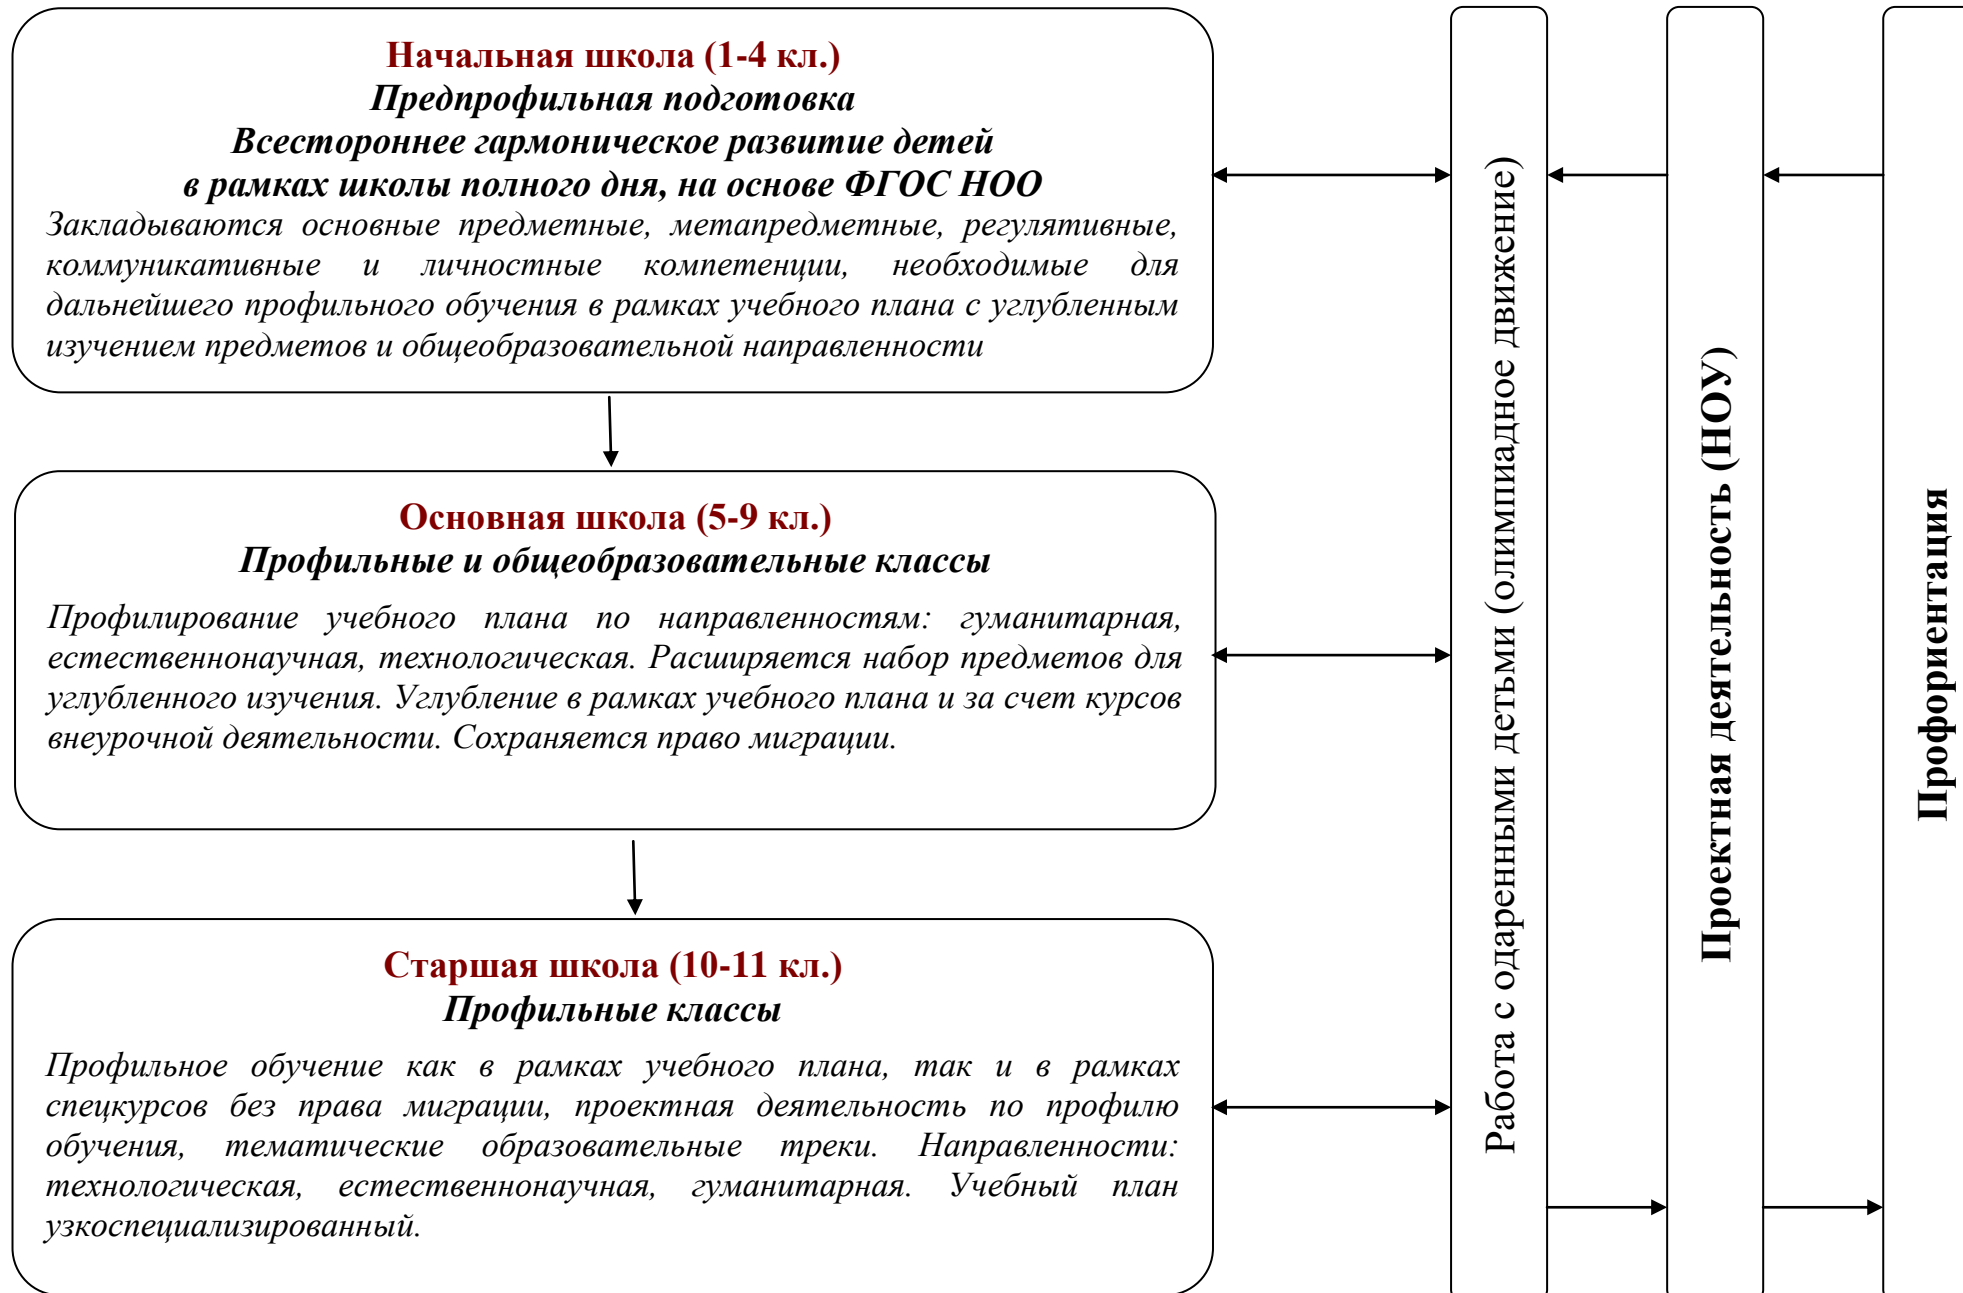 Начальная школа (1-4 кл.)
Предпрофильная подготовка
Всестороннее гармоническое развитие детей
в рамках школы полного дня, на основе ФГОС НОО
Закладываются основные предметные, метапредметные, регулятивные,
коммуникативные и личностные компетенции, необходимые для
дальнейшего профильного обучения в рамках учебного плана с углубленным
изучением предметов и общеобразовательной направленности
Основная школа (5-9 кл.)
Профильные и общеобразовательные классы
Профилирование учебного плана по направленностям: гуманитарная,
естественнонаучная, технологическая. Расширяется набор предметов для
углубленного изучения. Углубление в рамках учебного плана и за счет курсов
внеурочной деятельности. Сохраняется право миграции.
Старшая школа (10-11 кл.)
Профильные классы
Профильное обучение как в рамках учебного плана, так и в рамках
спецкурсов без права миграции, проектная деятельность по профилю
обучения, тематические образовательные треки. Направленности:
технологическая, естественнонаучная, гуманитарная. Учебный план
узкоспециализированный.
Работа с одаренными детьми (олимпиадное движение)
Проектная деятельность (НОУ)
Профориентация